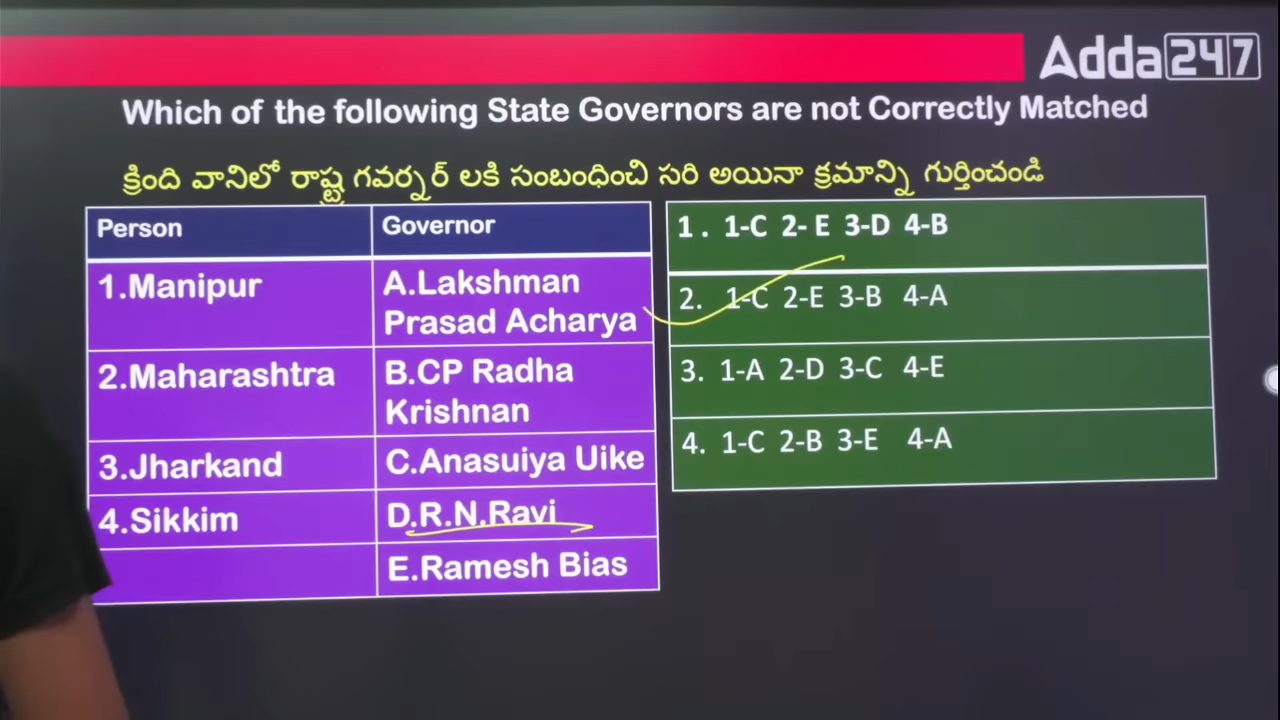 Adda247
Which of the following State Governors are not Correctly Matched
క్రింది వానిలో రాష్ట్ర గవర్నర్ లకి సంబంధించి సరి అయినా క్రమాన్ని గుర్తించండి
Person
Governor
1.Manipur
A.Lakshman
Prasad Acharya
2.Maharashtra
B.CP Radha
Krishnan
3.Jharkand
C.Anasuiya Uike
4.Sikkim
D.R.N.Ravi
E.Ramesh Bias
1. 1-C 2- E 3-D 4-B
2. 1-C 2-E 3-B 4-A
3. 1-A 2-D 3-C 4-E
4. 1-C 2-B 3-E 4-A